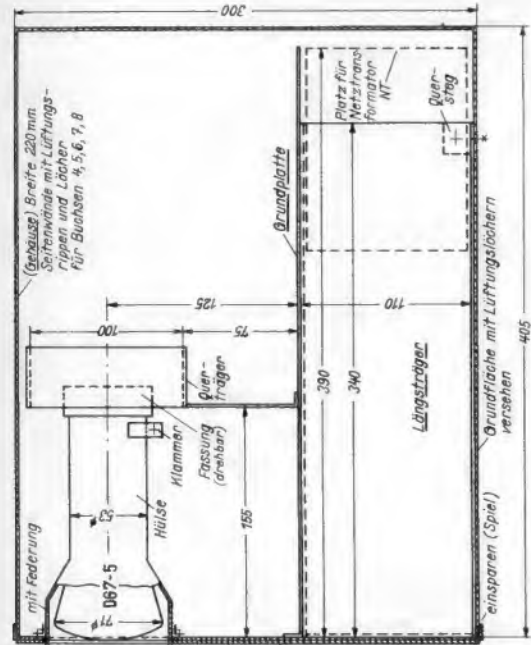 300
(Gehäuse) Breite 220 mm
Seitenwände mit Lüftungs-
rippen und Löcher
für Buchsen 4, 5, 6, 7, 8
Platz für
Netztrans-
formator
NT
Quer-
steg
*
Grundplatte
125
100
75
390
340
110
Quer-
träger
Fassung
(drehbar)
Klammer
Hülse
53⌀
mit Federung
D67-5
71⌀
155
Längsträger
Grundfläche mit Lüftungslöchern
versehen
405
einsparen (Spiel)